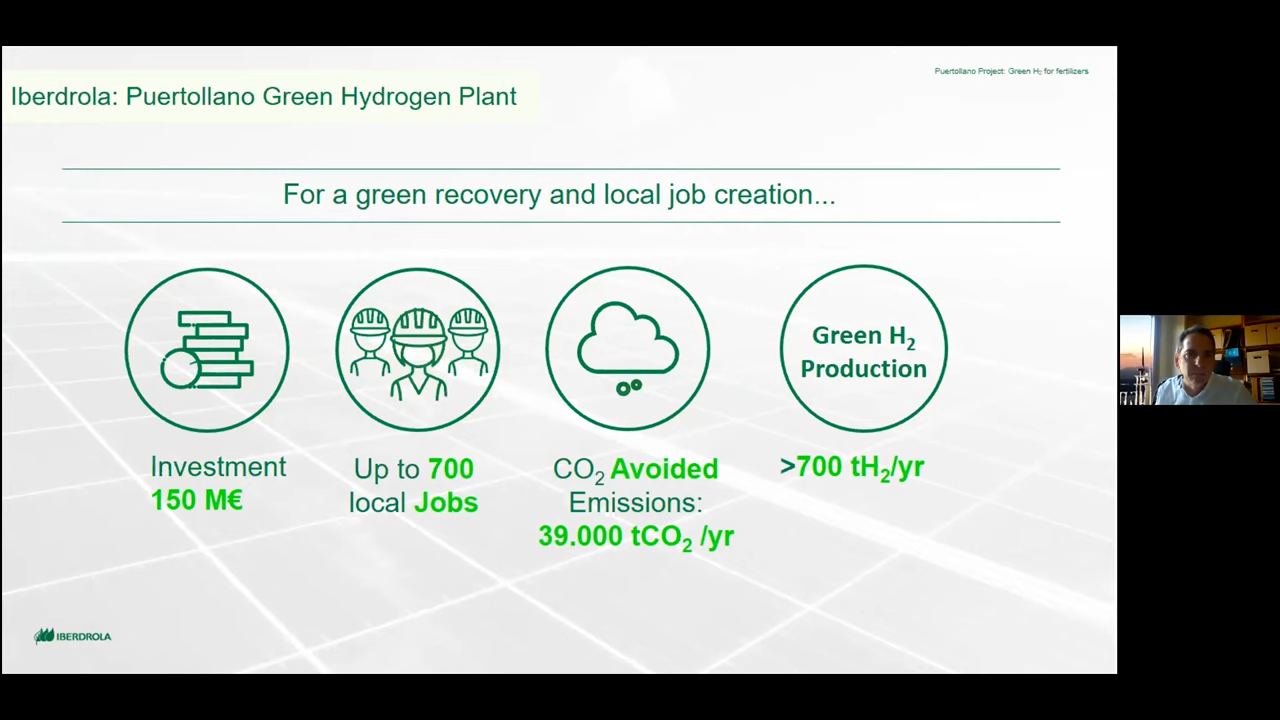 Puertollano Project: Green H₂ for fertilizers
Iberdrola: Puertollano Green Hydrogen Plant
For a green recovery and local job creation...
Green H₂
Production
Investment
150 M€
Up to 700
local Jobs
CO₂ Avoided
Emissions:
39.000 tCO₂ /yr
>700 tH₂/yr
IBERDROLA